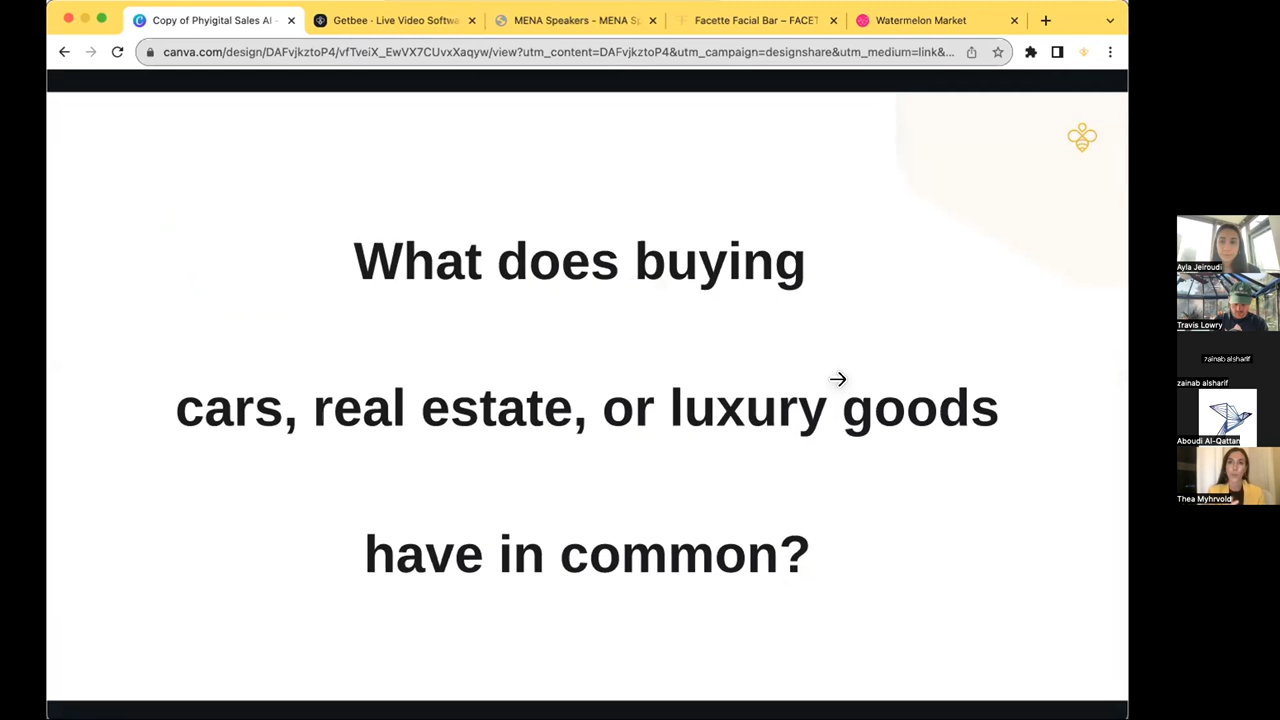 Copy of Phyigital Sales AI -
Getbee · Live Video Softwa
MENA Speakers - MENA Sp
Facette Facial Bar – FACET
Watermelon Market
canva.com/design/DAFvjkztoP4/vfTveiX_EwVX7CUvxXaqyw/view?utm_content=DAFvjkztoP4&utm_campaign=designshare&utm_medium=link&...
What does buying
cars, real estate, or luxury goods
have in common?
Ayla Jeiroudi
Travis Lowry
zainab alsharif
zainab alsharif
Aboudi Al-Qattan
Thea Myhrvold